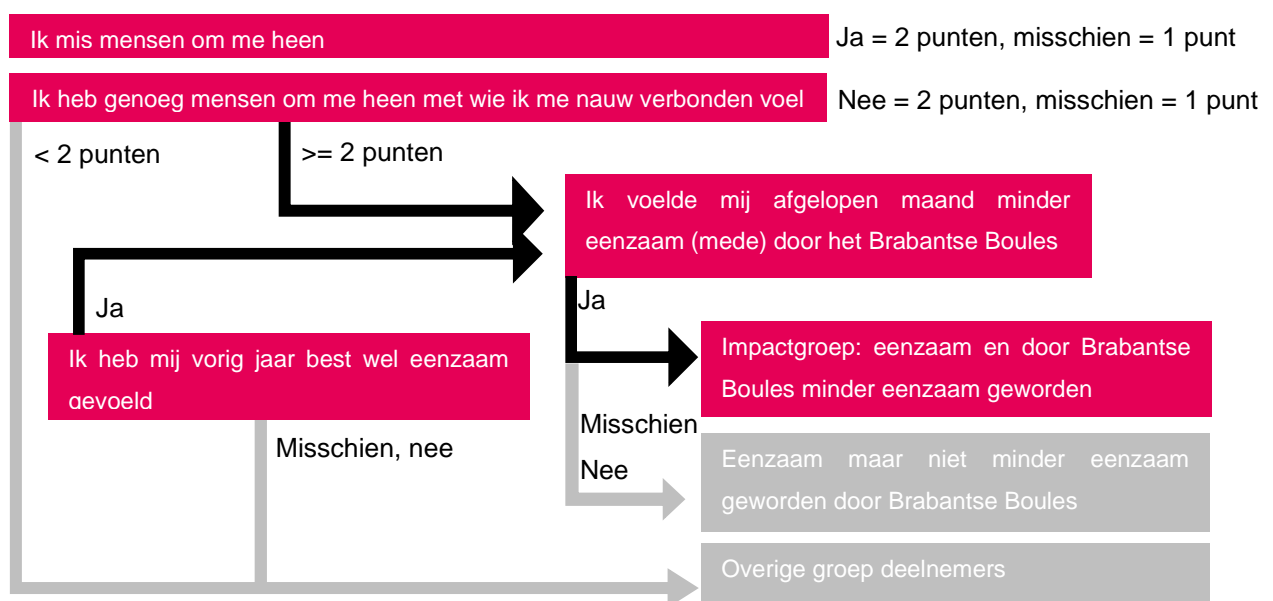 Ik mis mensen om me heen
Ja = 2 punten, misschien = 1 punt
Ik heb genoeg mensen om me heen met wie ik me nauw verbonden voel
Nee = 2 punten, misschien = 1 punt
< 2 punten
>= 2 punten
Ik voelde mij afgelopen maand minder
eenzaam (mede) door het Brabantse Boules
Ja
Ja
Ik heb mij vorig jaar best wel eenzaam
gevoeld
Impactgroep: eenzaam en door Brabantse
Boules minder eenzaam geworden
Misschien
Nee
Misschien, nee
Eenzaam maar niet minder eenzaam
geworden door Brabantse Boules
Overige groep deelnemers